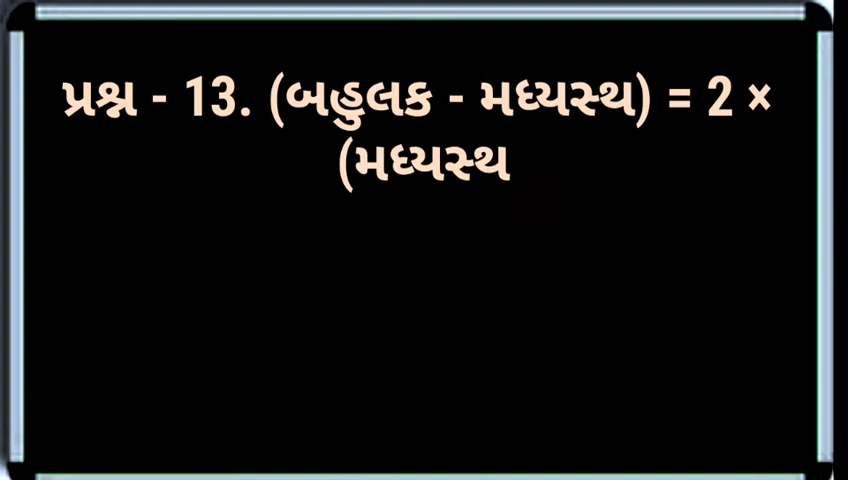 પ્રશ્ન - 13. (બહુલક - મધ્યસ્થ) = 2 ×
(મધ્યસ્થ